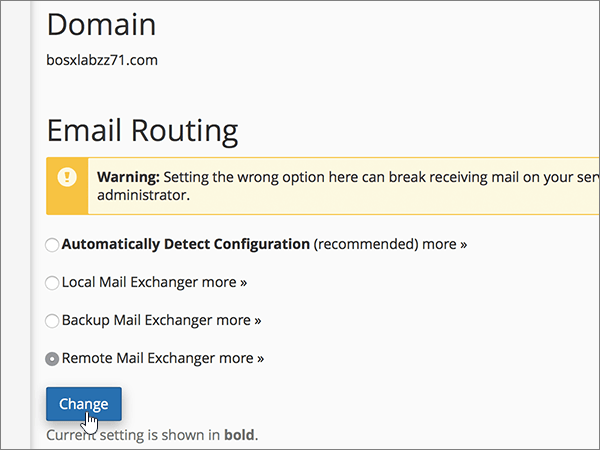 Domain
bosxlabzz71.com
Email Routing
Warning: Setting the wrong option here can break receiving mail on your
administrator.
Automatically Detect Configuration (recommended) more »
Local Mail Exchanger more »
Backup Mail Exchanger more »
Remote Mail Exchanger more »
Change
Current setting is shown in bold.